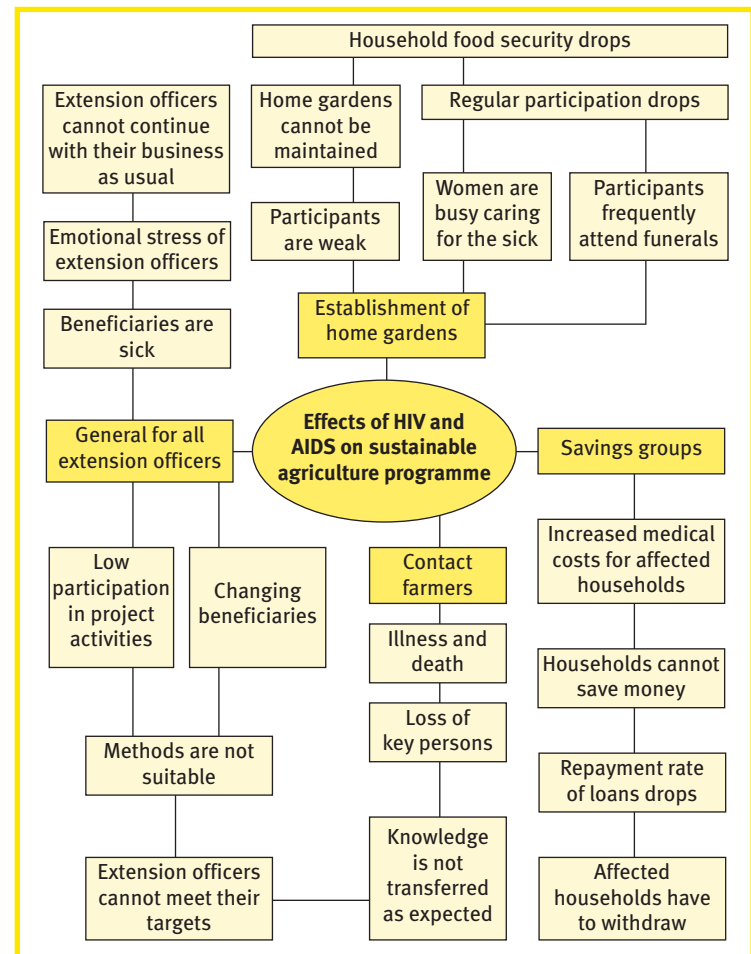 Household food security drops
Extension officers
cannot continue
with their business
as usual
Home gardens
cannot be
maintained
Regular participation drops
Emotional stress of
extension officers
Participants
are weak
Women are
busy caring
for the sick
Participants
frequently
attend funerals
Beneficiaries are
sick
Establishment of
home gardens
Effects of HIV and
AIDS on sustainable
agriculture programme
General for all
extension officers
Savings groups
Low
participation
in project
activities
Changing
beneficiaries
Contact
farmers
Increased medical
costs for affected
households
Illness and
death
Households cannot
save money
Loss of
key persons
Methods are not
suitable
Repayment rate
of loans drops
Extension officers
cannot meet their
targets
Knowledge
is not
transferred
as expected
Affected
households have
to withdraw